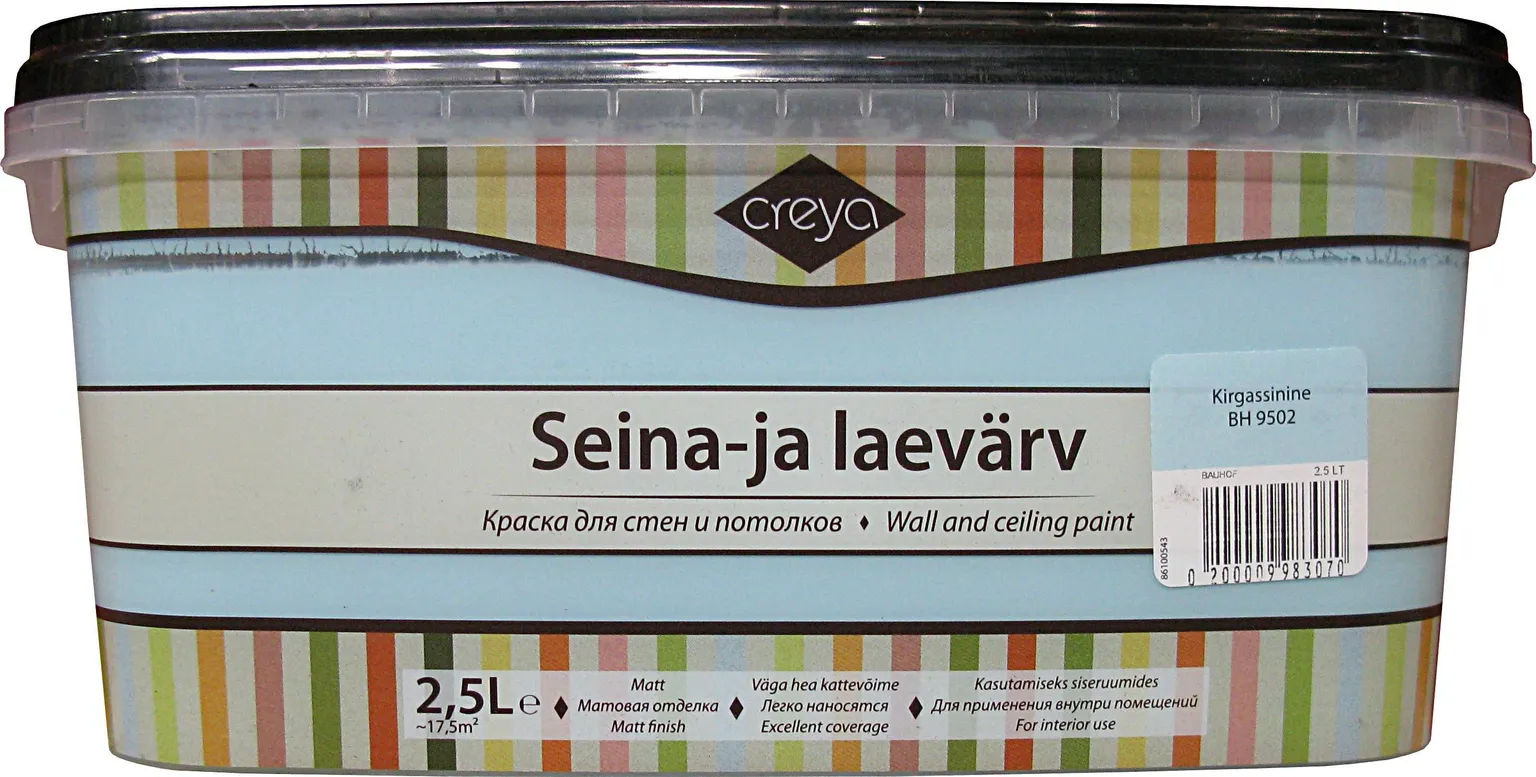 creya
Seina-ja laevärv
Краска для стен и потолков ♦ Wall and ceiling paint
Kirgassinine
BH 9502
BAUHOF 2,5 LT
86100543
0 200009 983070
2,5L℮
~17,5m²
Matt
Матовая отделка
Matt finish
Väga hea kattevõime
Легко наносятся
Excellent coverage
Kasutamiseks siseruumides
Для применения внутри помещений
For interior use